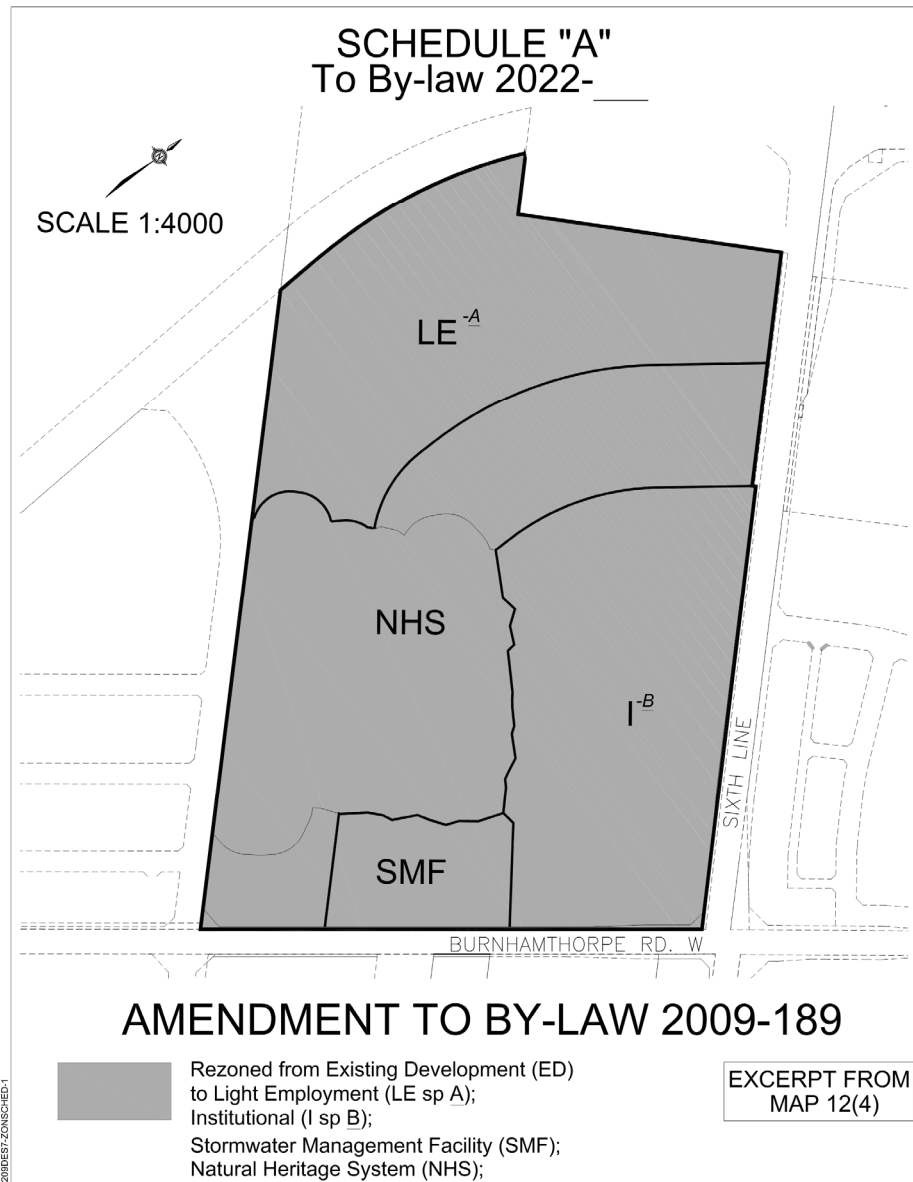 SCHEDULE "A"
To By-law 2022-____
N
SCALE 1:4000
LE -A
NHS
I -B
SIXTH LINE
SMF
BURNHAMTHORPE RD. W
AMENDMENT TO BY-LAW 2009-189
Rezoned from Existing Development (ED)
to Light Employment (LE sp A);
Institutional (I sp B);
Stormwater Management Facility (SMF);
Natural Heritage System (NHS);
EXCERPT FROM
MAP 12(4)
209DES7-ZONSCHED-1